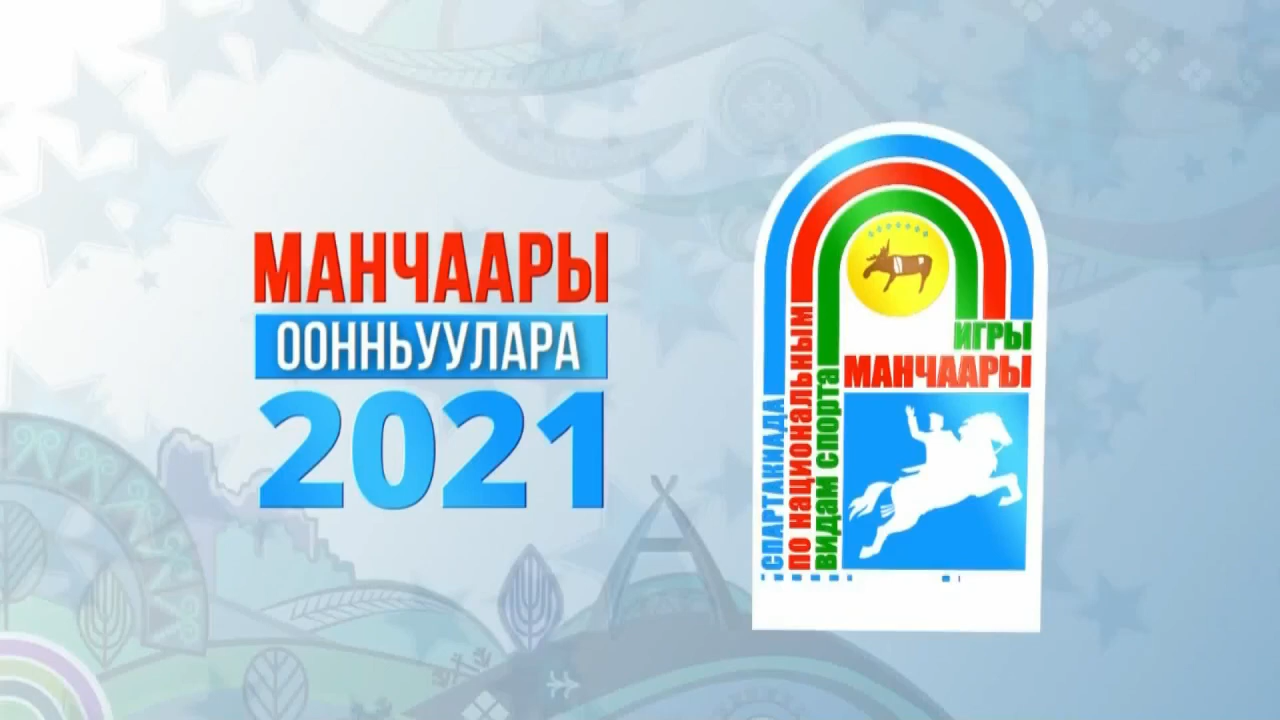 МАНЧААРЫ
ООННЬУУЛАРА
2021
ИГРЫ
МАНЧААРЫ
СПАРТАКИАДА
ПО НАЦИОНАЛЬНЫМ
ВИДАМ СПОРТА